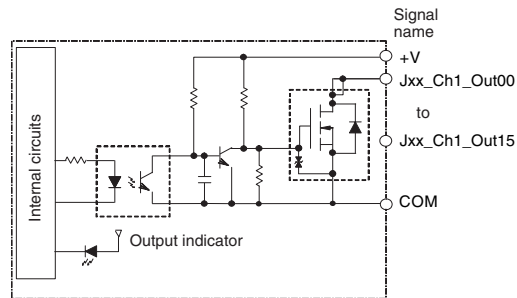 Signal
name
+V
Jxx_Ch1_Out00
to
Jxx_Ch1_Out15
COM
Internal circuits
Output indicator